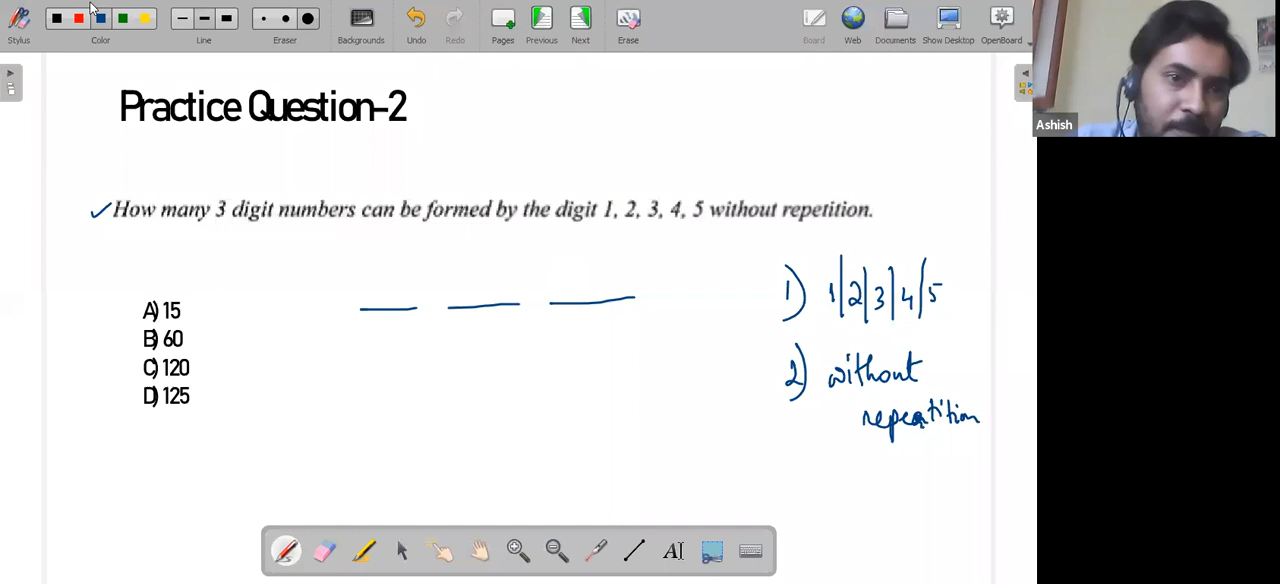 Stylus
Color
Line
Eraser
Backgrounds
Undo
Redo
Pages
Previous
Next
Erase
Board
Web
Documents
Show Desktop
OpenBoard
Ashish
Practice Question-2
How many 3 digit numbers can be formed by the digit 1, 2, 3, 4, 5 without repetition.
A) 15
B) 60
C) 120
D) 125
1) 1|2|3|4|5
2) without
repeatition